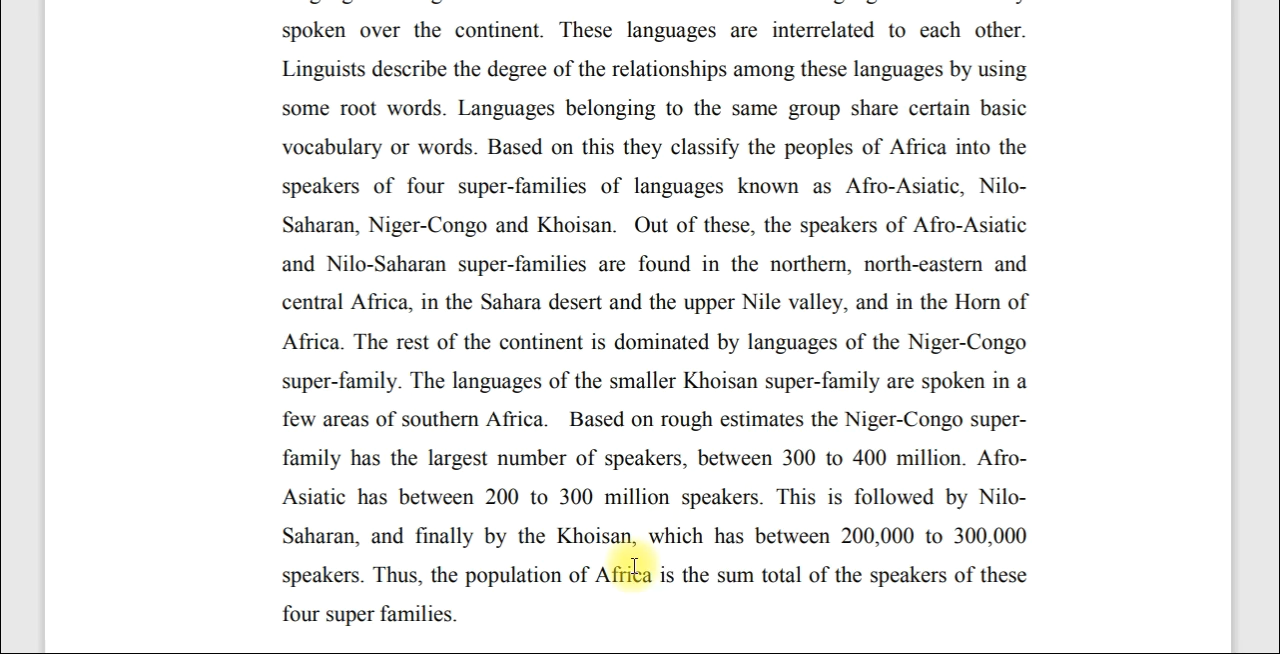 spoken over the continent. These languages are interrelated to each other.
Linguists describe the degree of the relationships among these languages by using
some root words. Languages belonging to the same group share certain basic
vocabulary or words. Based on this they classify the peoples of Africa into the
speakers of four super-families of languages known as Afro-Asiatic, Nilo-
Saharan, Niger-Congo and Khoisan. Out of these, the speakers of Afro-Asiatic
and Nilo-Saharan super-families are found in the northern, north-eastern and
central Africa, in the Sahara desert and the upper Nile valley, and in the Horn of
Africa. The rest of the continent is dominated by languages of the Niger-Congo
super-family. The languages of the smaller Khoisan super-family are spoken in a
few areas of southern Africa. Based on rough estimates the Niger-Congo super-
family has the largest number of speakers, between 300 to 400 million. Afro-
Asiatic has between 200 to 300 million speakers. This is followed by Nilo-
Saharan, and finally by the Khoisan, which has between 200,000 to 300,000
speakers. Thus, the population of Africa is the sum total of the speakers of these
four super families.